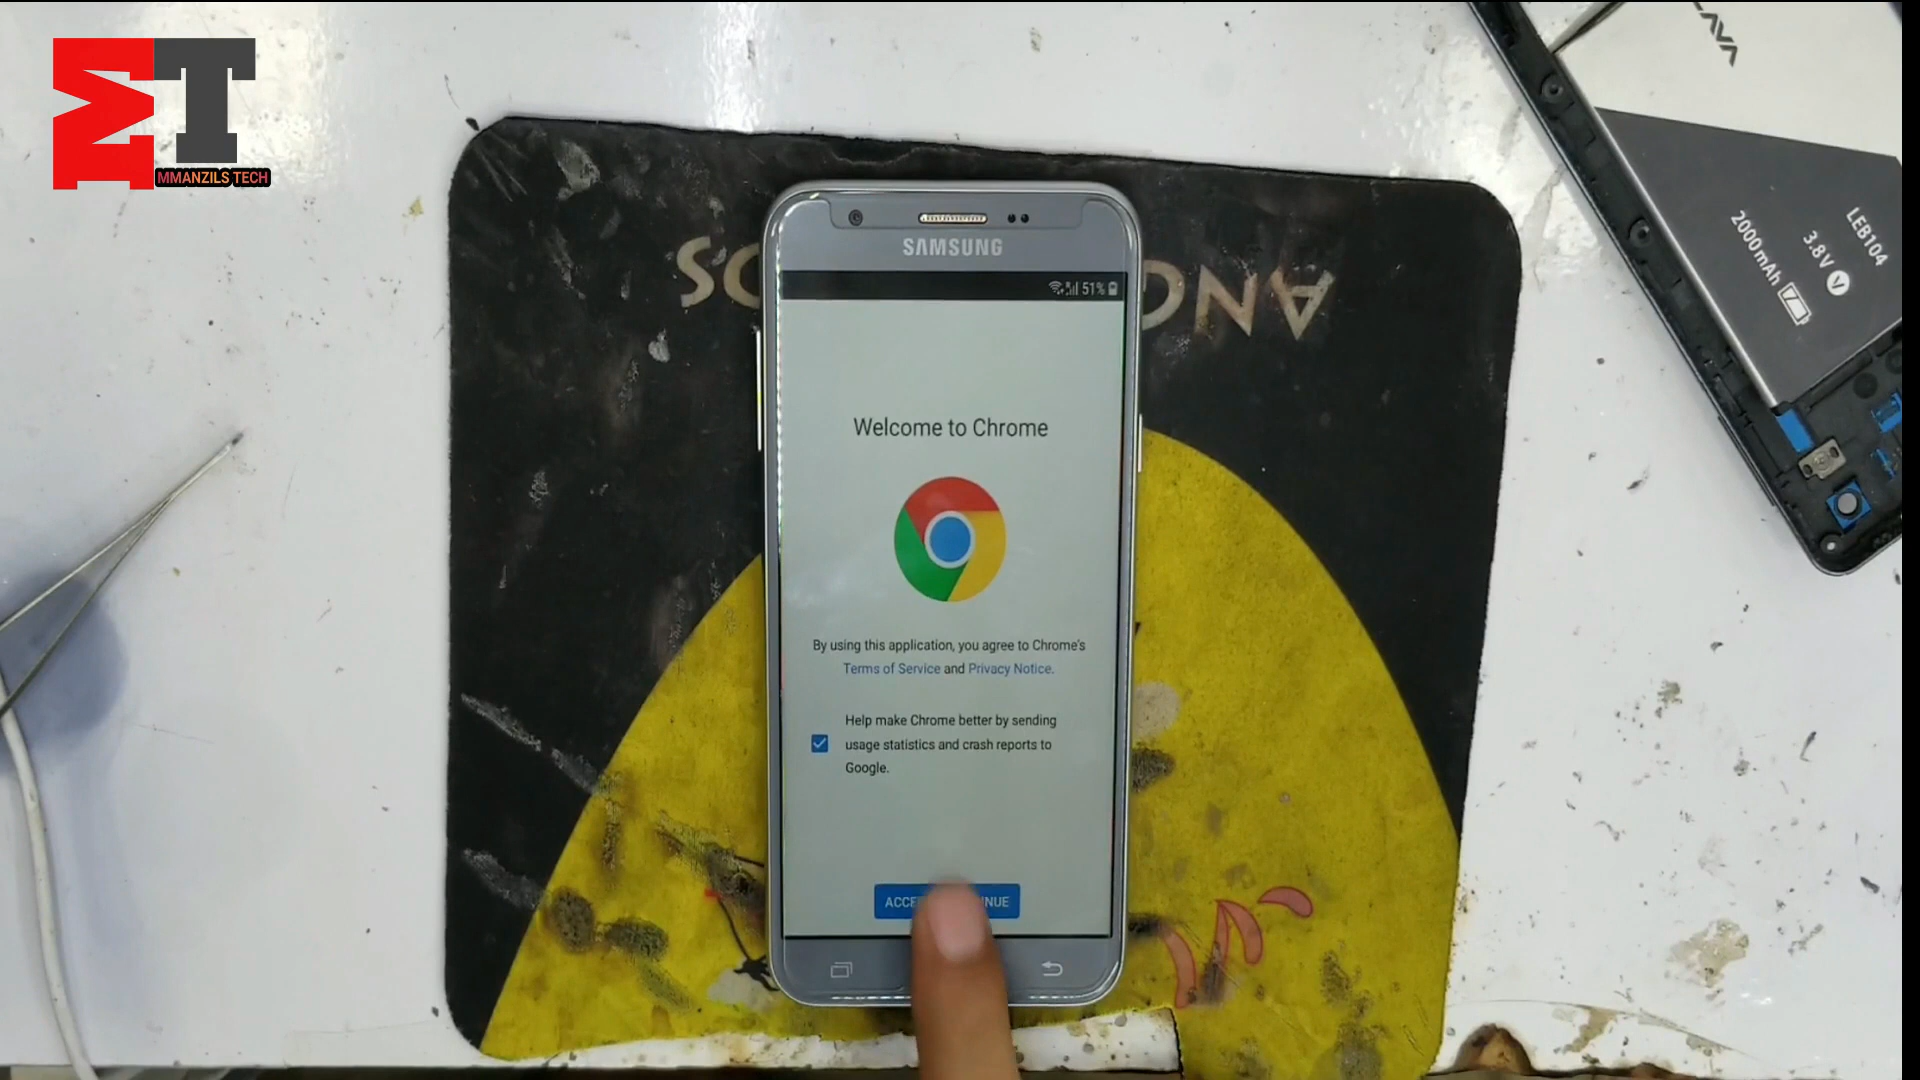 MT
MMANZILS TECH
LAVA
LEB104
3.8V
2000mAh
SAMSUNG
51%
Welcome to Chrome
By using this application, you agree to Chrome's
Terms of Service and Privacy Notice.
Help make Chrome better by sending
usage statistics and crash reports to
Google.